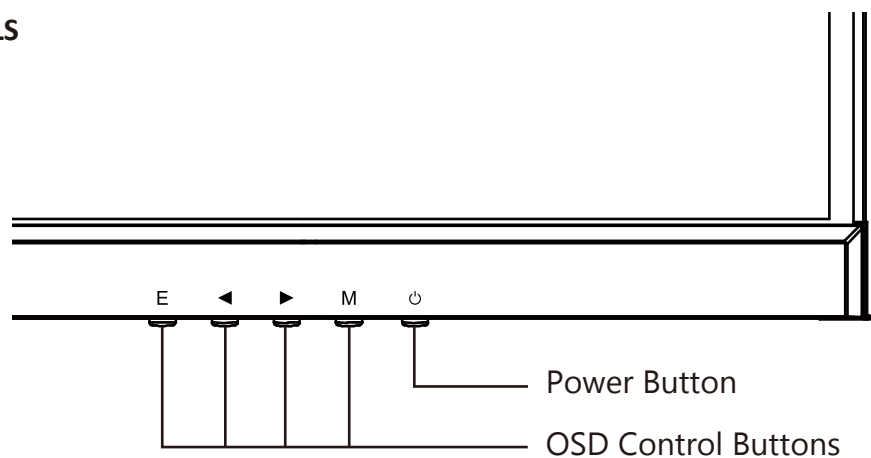 LS
E ◀ ▶ M ⏻
Power Button
OSD Control Buttons